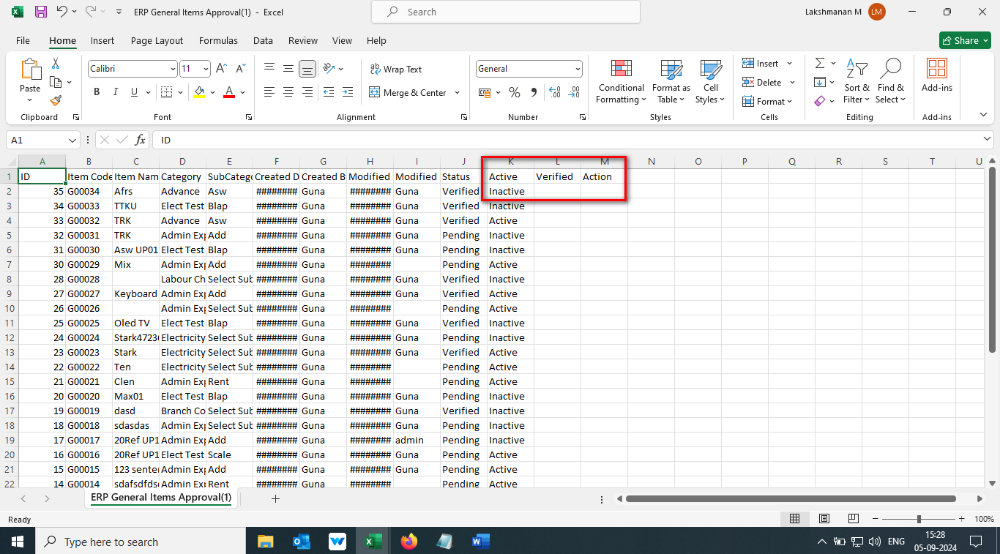 ERP General Items Approval(1) - Excel
Search
Lakshmanan M LM
File Home Insert Page Layout Formulas Data Review View Help Share
Paste
Clipboard
Calibri 11
B I U A
Font
Wrap Text
Merge & Center
Alignment
General
Number
Conditional Formatting
Format as Table
Cell Styles
Styles
Insert
Delete
Format
Cells
Sort & Filter
Find & Select
Editing
Add-ins
Add-ins
A1 fx ID
A B C D E F G H I J K L M N O P Q R S T U
1 ID Item Code Item Nam Category SubCatego Created D Created B Modified Modified Status Active Verified Action
2 35 G00034 Afrs Advance Asw ######## Guna ######## Guna Verified Inactive
3 34 G00033 TTKU Elect Test Blap ######## Guna ######## Guna Verified Inactive
4 33 G00032 TRK Advance Asw ######## Guna ######## Guna Verified Active
5 32 G00031 TRK Admin Exp Add ######## Guna ######## Guna Pending Inactive
6 31 G00030 Asw UP01 Elect Test Blap ######## Guna ######## Guna Pending Inactive
7 30 G00029 Mix Admin Exp Add ######## Guna ######## Pending Active
8 28 G00028 Labour Ch Select Sub ######## Guna ######## Guna Verified Inactive
9 27 G00027 Keyboard Admin Exp Add ######## Guna ######## Guna Verified Active
10 26 G00026 Admin Exp Select Sub ######## Guna ######## Pending Active
11 25 G00025 Oled TV Elect Test Blap ######## Guna ######## Guna Verified Inactive
12 24 G00024 Stark4723 Electricity Select Sub ######## Guna ######## Guna Pending Inactive
13 23 G00023 Stark Electricity Select Sub ######## Guna ######## Guna Verified Active
14 22 G00022 Ten Electricity Select Sub ######## Guna ######## Pending Active
15 21 G00021 Clen Admin Exp Rent ######## Guna ######## Pending Active
16 20 G00020 Max01 Elect Test Blap ######## Guna ######## Guna Pending Inactive
17 19 G00019 dasd Branch Co Select Sub ######## Guna ######## Guna Verified Inactive
18 18 G00018 sdasdas Admin Exp Select Sub ######## Guna ######## Guna Pending Inactive
19 17 G00017 20Ref UP1 Admin Exp Add ######## Guna ######## admin Pending Inactive
20 16 G00016 20Ref UP1 Elect Test Scale ######## Guna ######## Guna Pending Active
21 15 G00015 123 senter Admin Exp Add ######## Guna ######## Guna Pending Active
22 14 G00014 sdafsdfds Admin Exp Rent ######## Guna ######## Pending Active
ERP General Items Approval(1)
Ready 100%
Type here to search
ENG 15:28
05-09-2024